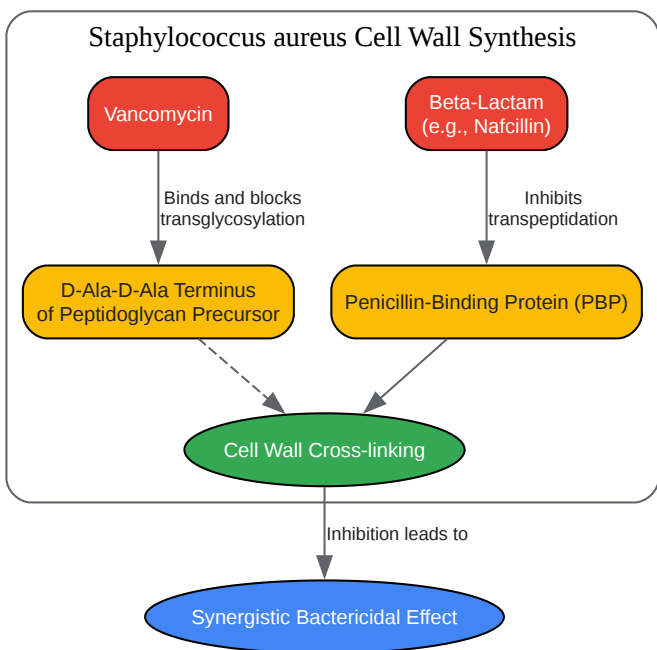 Staphylococcus aureus Cell Wall Synthesis
Vancomycin
Beta-Lactam
(e.g., Nafcillin)
Binds and blocks
transglycosylation
Inhibits
transpeptidation
D-Ala-D-Ala Terminus
of Peptidoglycan Precursor
Penicillin-Binding Protein (PBP)
Cell Wall Cross-linking
Inhibition leads to
Synergistic Bactericidal Effect